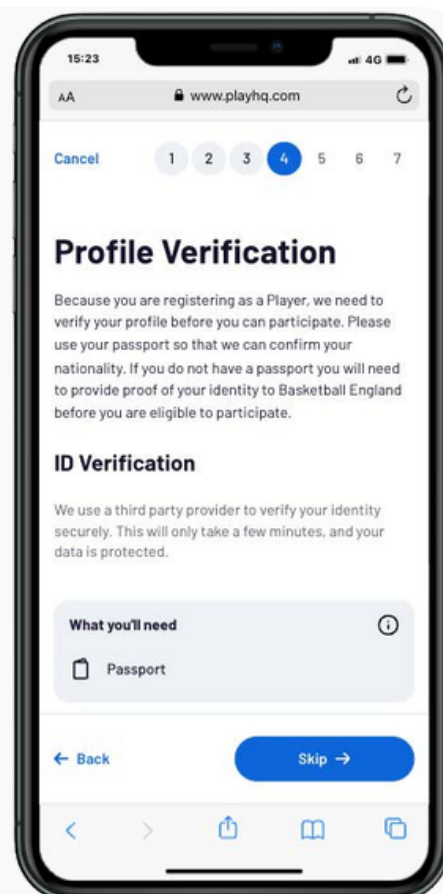 15:23
4G
AA
www.playhq.com
Cancel 1 2 3 4 5 6 7
Profile Verification
Because you are registering as a Player, we need to
verify your profile before you can participate. Please
use your passport so that we can confirm your
nationality. If you do not have a passport you will need
to provide proof of your identity to Basketball England
before you are eligible to participate.
ID Verification
We use a third party provider to verify your identity
securely. This will only take a few minutes, and your
data is protected.
What you'll need
Passport
← Back
Skip →